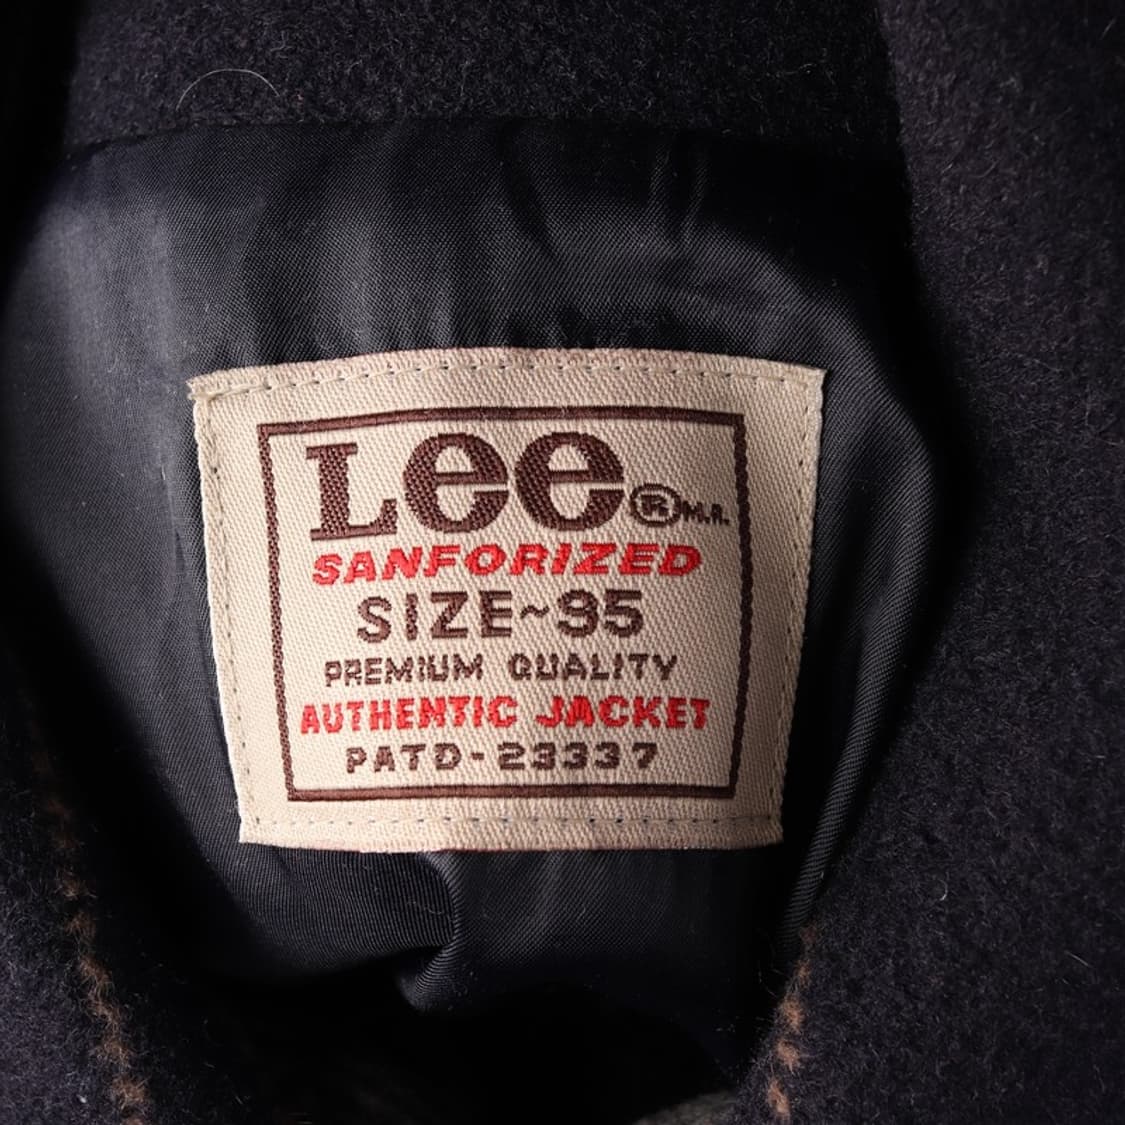 Lee ® M.R.
SANFORIZED
SIZE~95
PREMIUM QUALITY
AUTHENTIC JACKET
PATD-23337